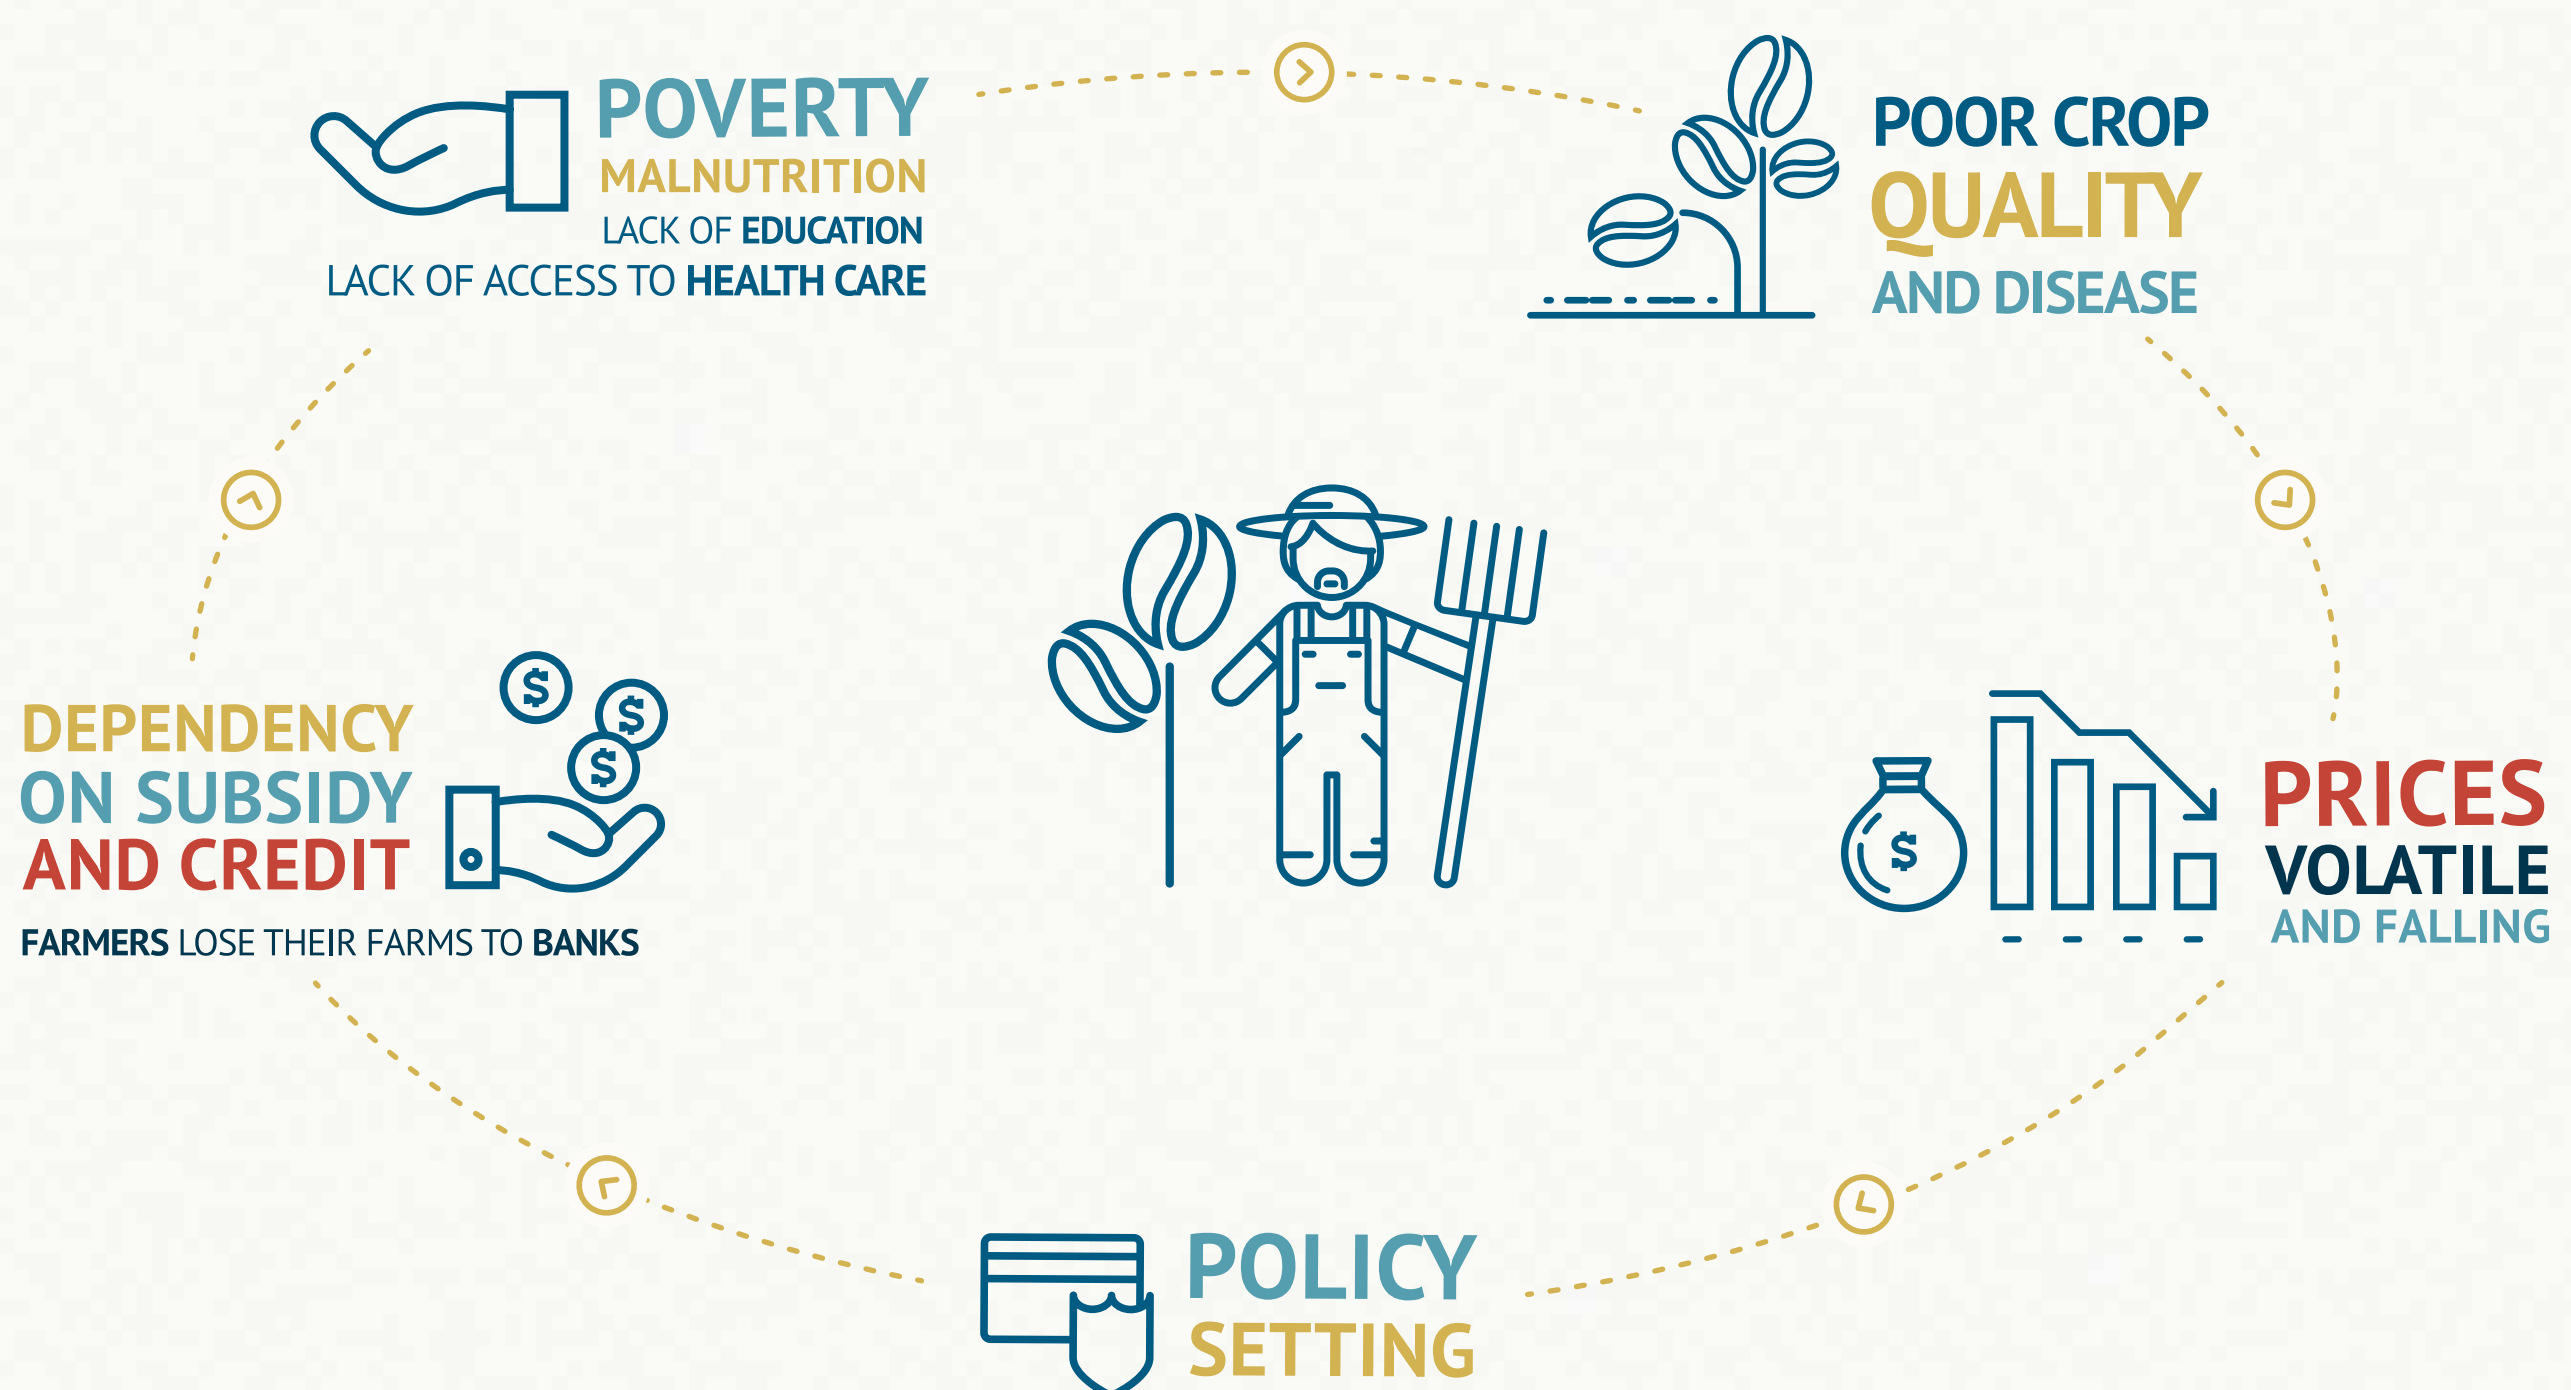 POVERTY
MALNUTRITION
LACK OF EDUCATION
LACK OF ACCESS TO HEALTH CARE
POOR CROP
QUALITY
AND DISEASE
DEPENDENCY
ON SUBSIDY
AND CREDIT
FARMERS LOSE THEIR FARMS TO BANKS
$
$
$
$
PRICES
VOLATILE
AND FALLING
POLICY
SETTING